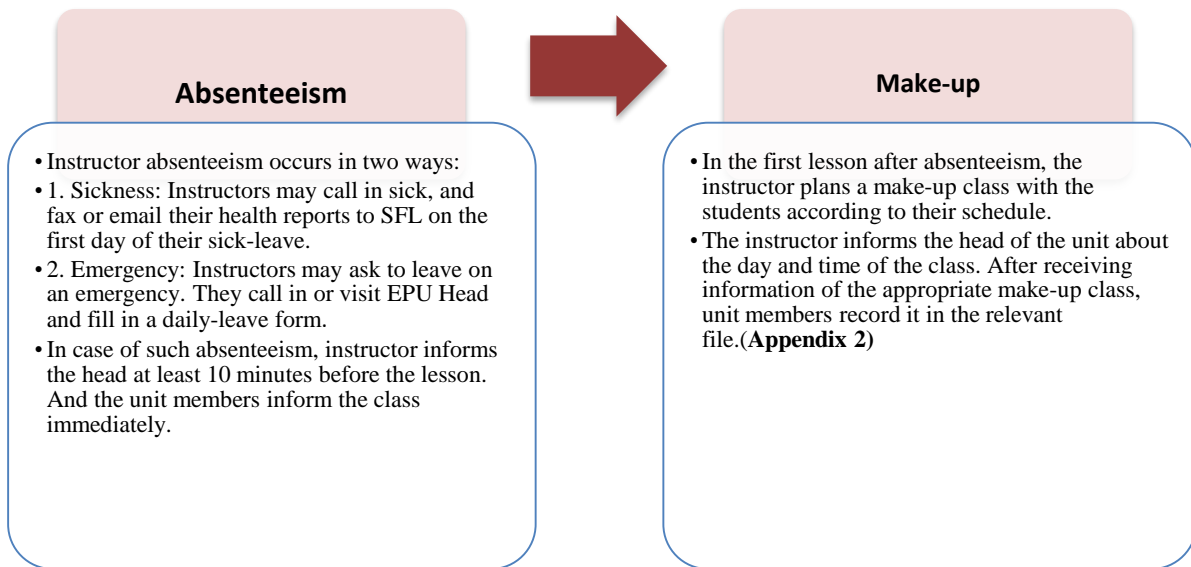 Absenteeism
• Instructor absenteeism occurs in two ways:
• 1. Sickness: Instructors may call in sick, and
fax or email their health reports to SFL on the
first day of their sick-leave.
• 2. Emergency: Instructors may ask to leave on
an emergency. They call in or visit EPU Head
and fill in a daily-leave form.
• In case of such absenteeism, instructor informs
the head at least 10 minutes before the lesson.
And the unit members inform the class
immediately.
Make-up
• In the first lesson after absenteeism, the
instructor plans a make-up class with the
students according to their schedule.
• The instructor informs the head of the unit about
the day and time of the class. After receiving
information of the appropriate make-up class,
unit members record it in the relevant
file.(Appendix 2)